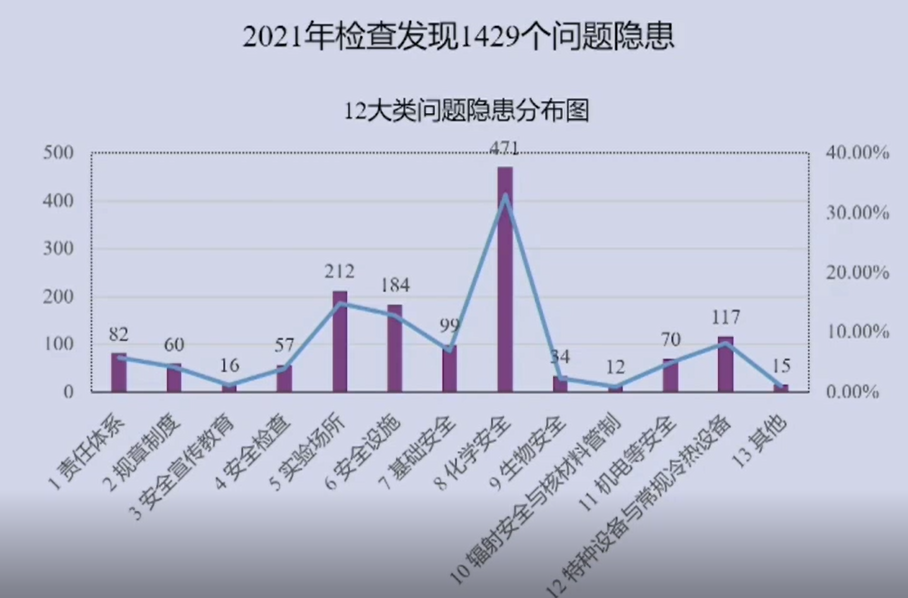 2021年检查发现1429个问题隐患
12大类问题隐患分布图
500
400
300
200
100
0
40.00%
30.00%
20.00%
10.00%
0.00%
82
60
16
57
212
184
99
471
34
12
70
117
15
1 责任体系
2 规章制度
3 安全宣传教育
4 安全检查
5 实验场所
6 安全设施
7 基础安全
8 化学安全
9 生物安全
10 辐射安全与核材料管制
11 机电等安全
12 特种设备与常规冷热设备
13 其他